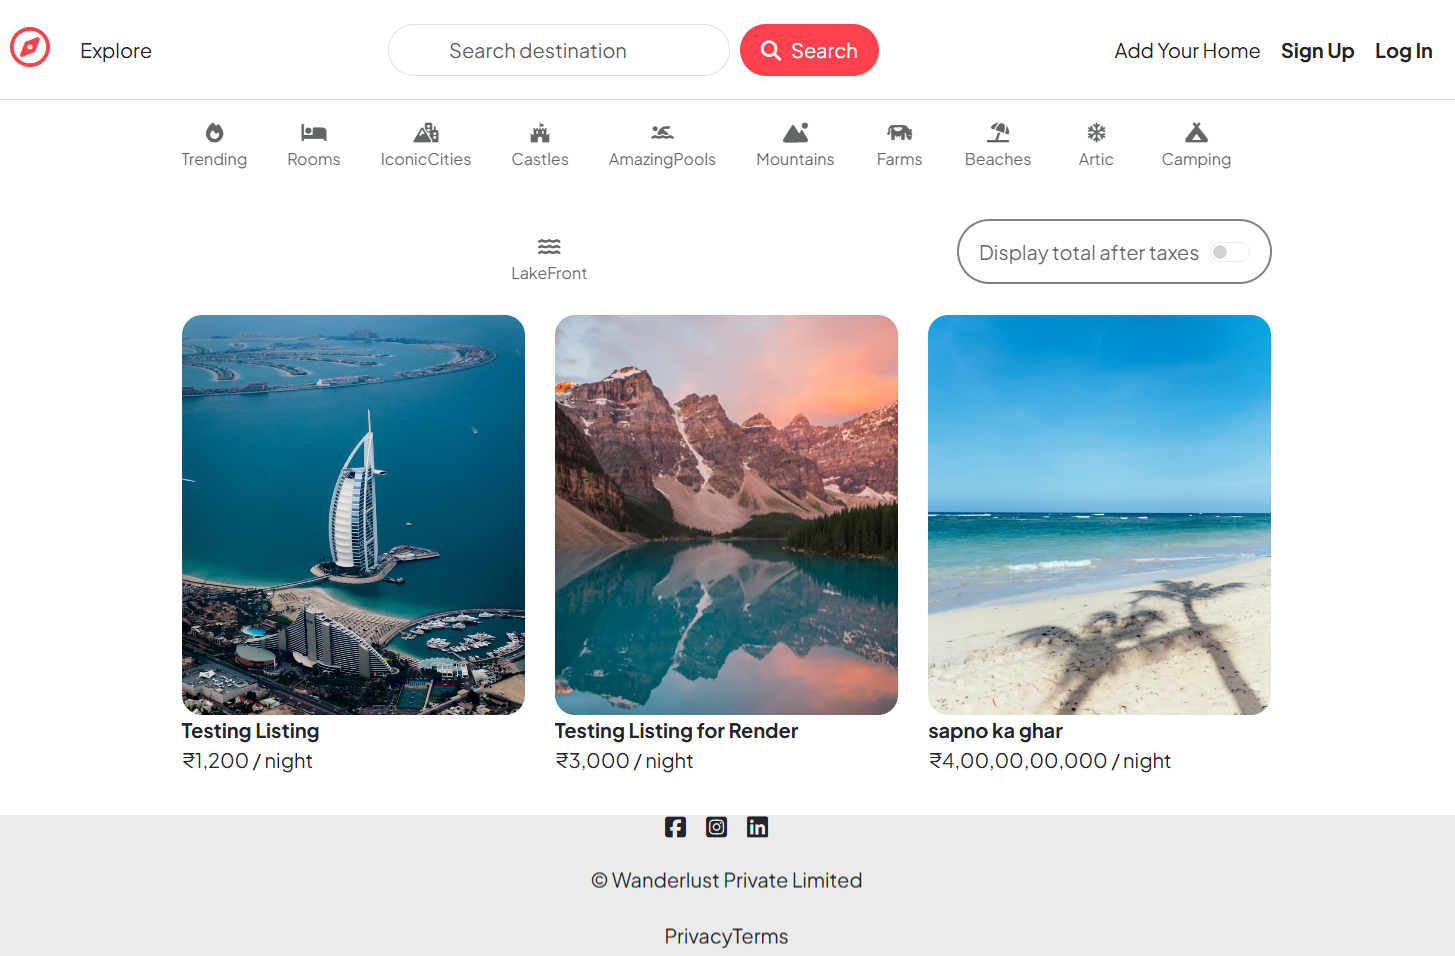 Explore
Search destination
Search
Add Your Home Sign Up Log In
Trending Rooms IconicCities Castles AmazingPools Mountains Farms Beaches Artic Camping
LakeFront
Display total after taxes
Testing Listing
₹1,200 / night
Testing Listing for Render
₹3,000 / night
sapno ka ghar
₹4,00,00,00,000 / night
© Wanderlust Private Limited
PrivacyTerms